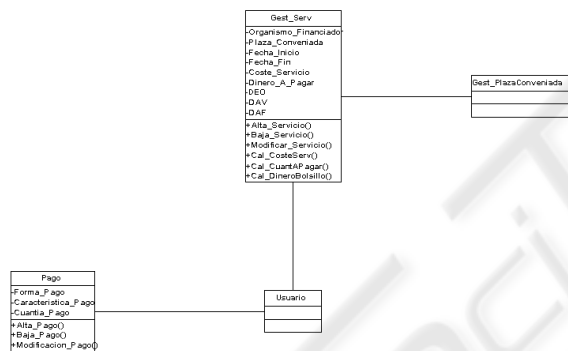 Gest_Serv
-Organismo_Financiador
-Plaza_Conveniada
-Fecha_Inicio
-Fecha_Fin
-Coste_Servicio
-Dinero_A_Pagar
-DEO
-DAV
-DAF
+Alta_Servicio()
+Baja_Servicio()
+Modificar_Servicio()
+Cal_CosteServ()
+Cal_CuantAPagar()
+Cal_DineroBolsillo()
Gest_PlazaConveniada
Pago
-Forma_Pago
-Caracteristica_Pago
-Cuantia_Pago
+Alta_Pago()
+Baja_Pago()
+Modificacion_Pago()
Usuario